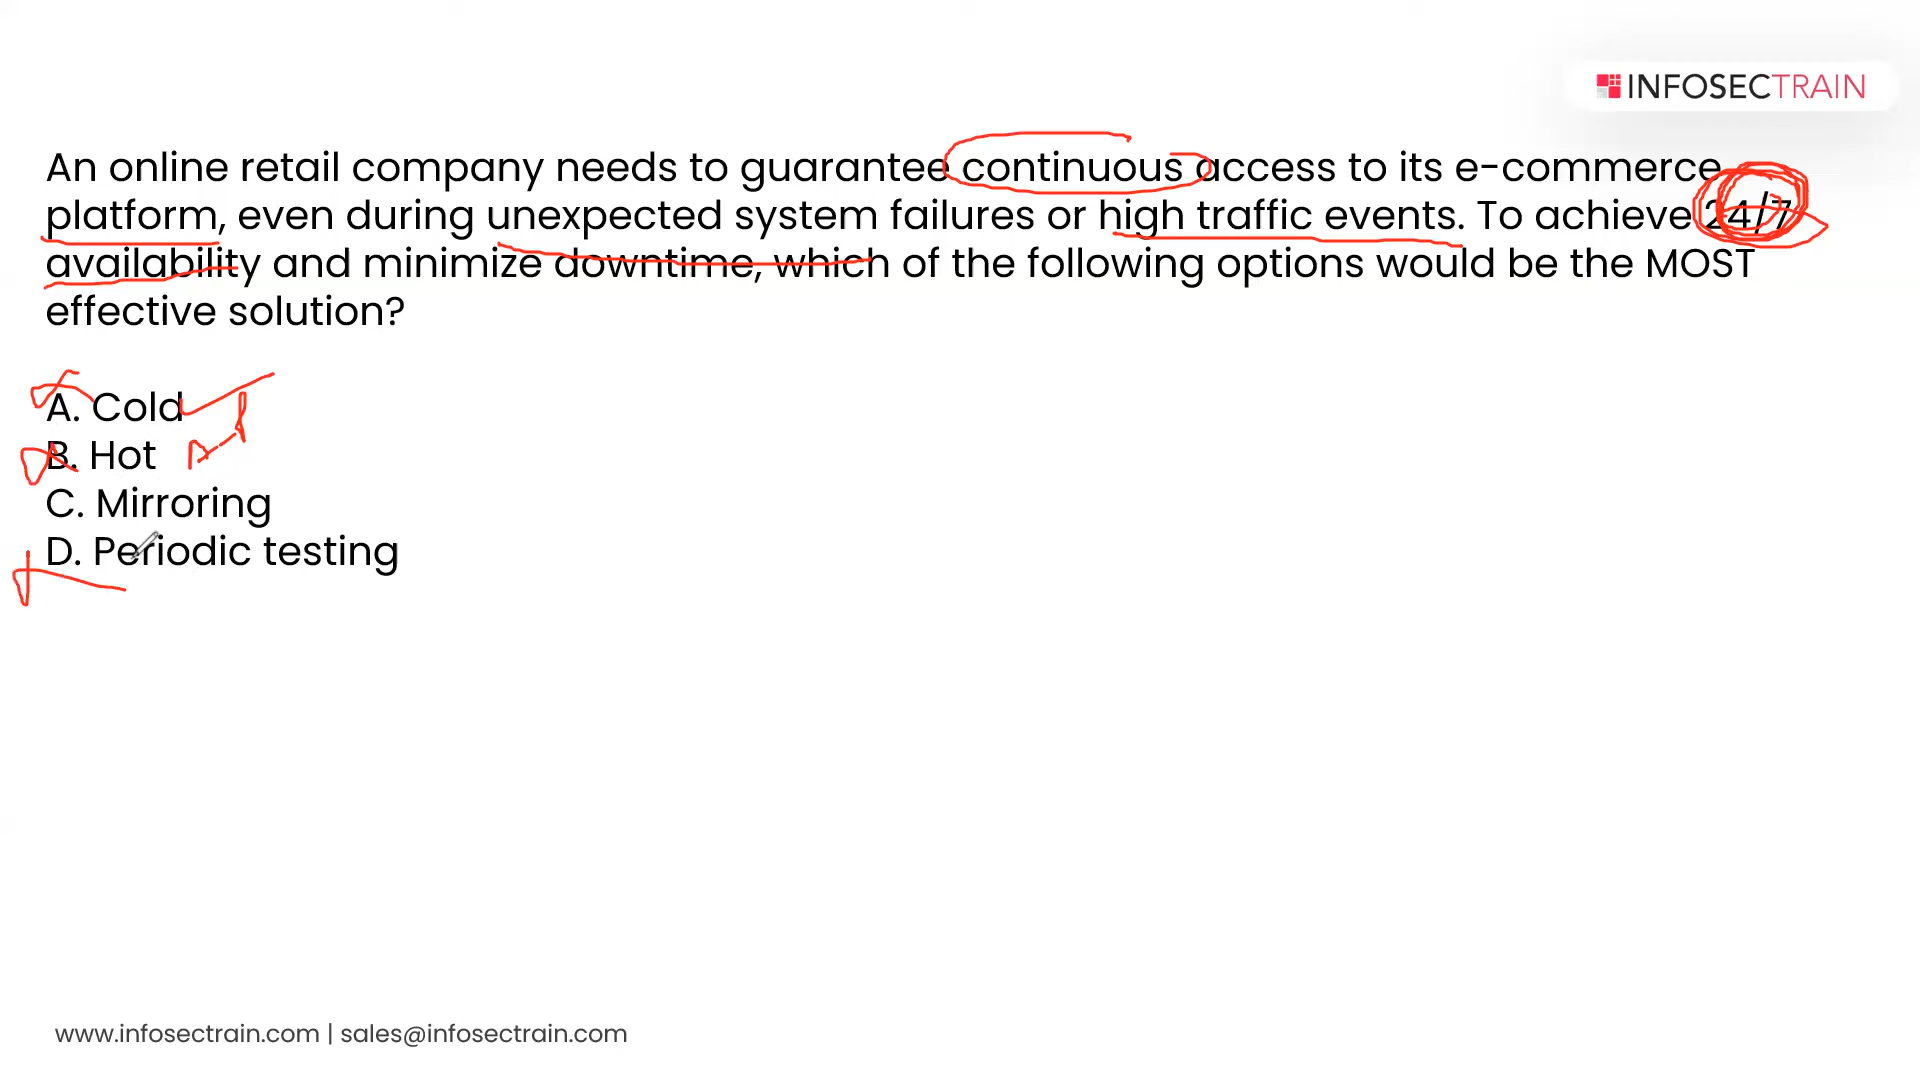 INFOSECTRAIN
An online retail company needs to guarantee continuous access to its e-commerce
platform, even during unexpected system failures or high traffic events. To achieve 24/7
availability and minimize downtime, which of the following options would be the MOST
effective solution?
A. Cold
B. Hot
C. Mirroring
D. Periodic testing
www.infosectrain.com | sales@infosectrain.com